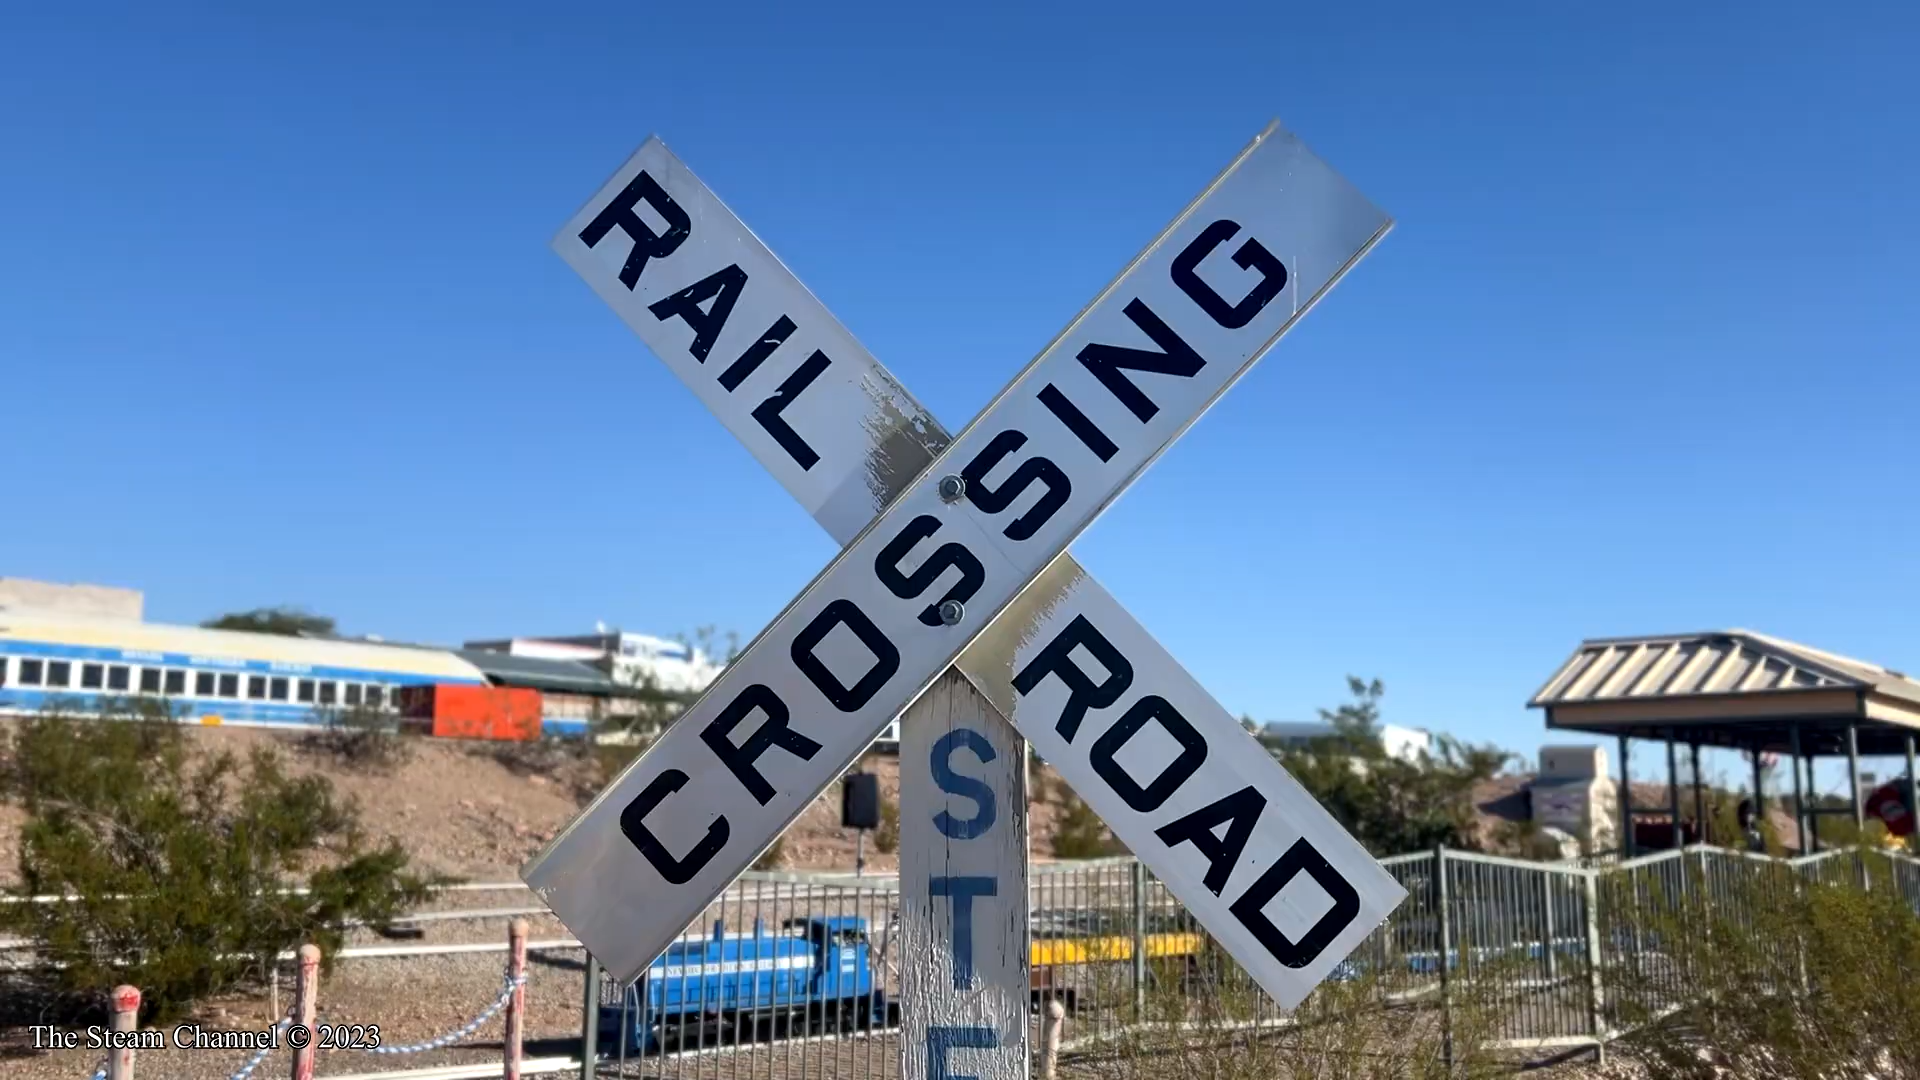 RAIL
CROSSING
ROAD
S
T
E
The Steam Channel © 2023